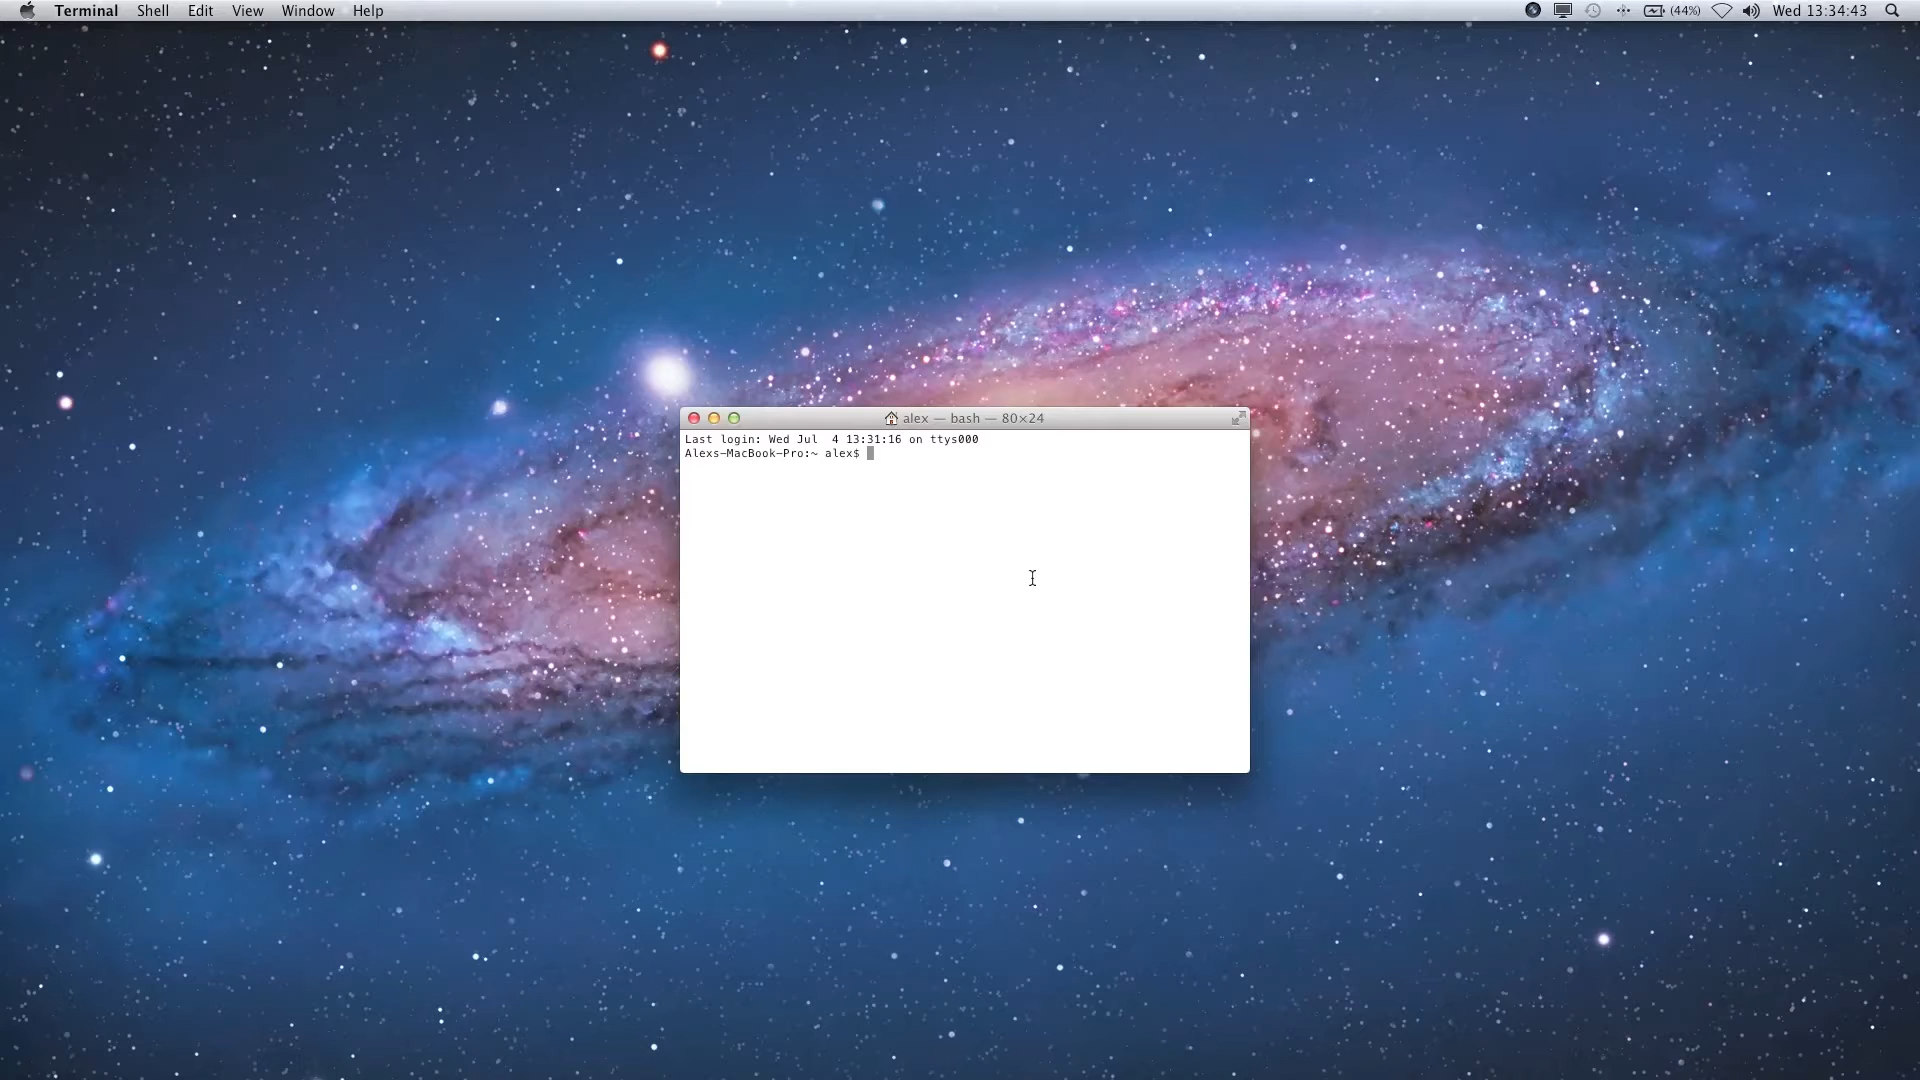 Terminal Shell Edit View Window Help (44%) Wed 13:34:43
alex — bash — 80×24
Last login: Wed Jul  4 13:31:16 on ttys000
Alexs-MacBook-Pro:~ alex$